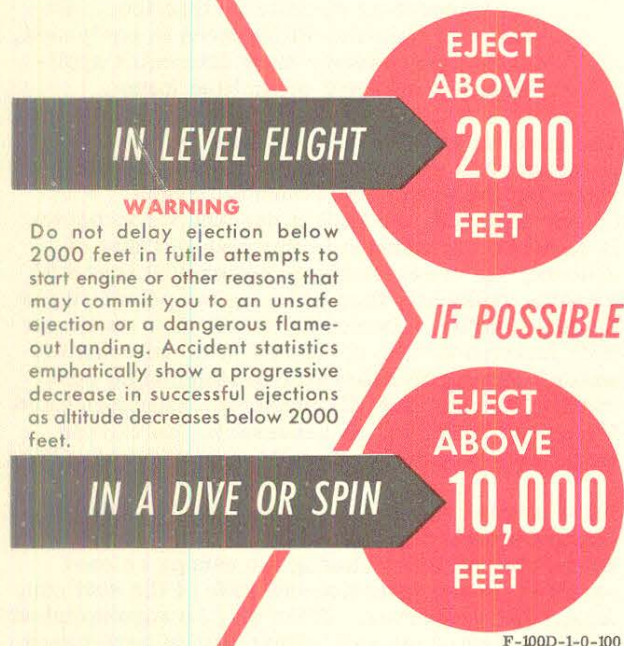 EJECT
ABOVE
IN LEVEL FLIGHT
2000
FEET
WARNING
Do not delay ejection below
2000 feet in futile attempts to
start engine or other reasons that
may commit you to an unsafe
ejection or a dangerous flame-
out landing. Accident statistics
emphatically show a progressive
decrease in successful ejections
as altitude decreases below 2000
feet.
IF POSSIBLE
EJECT
ABOVE
IN A DIVE OR SPIN
10,000
FEET
F-100D-1-0-100